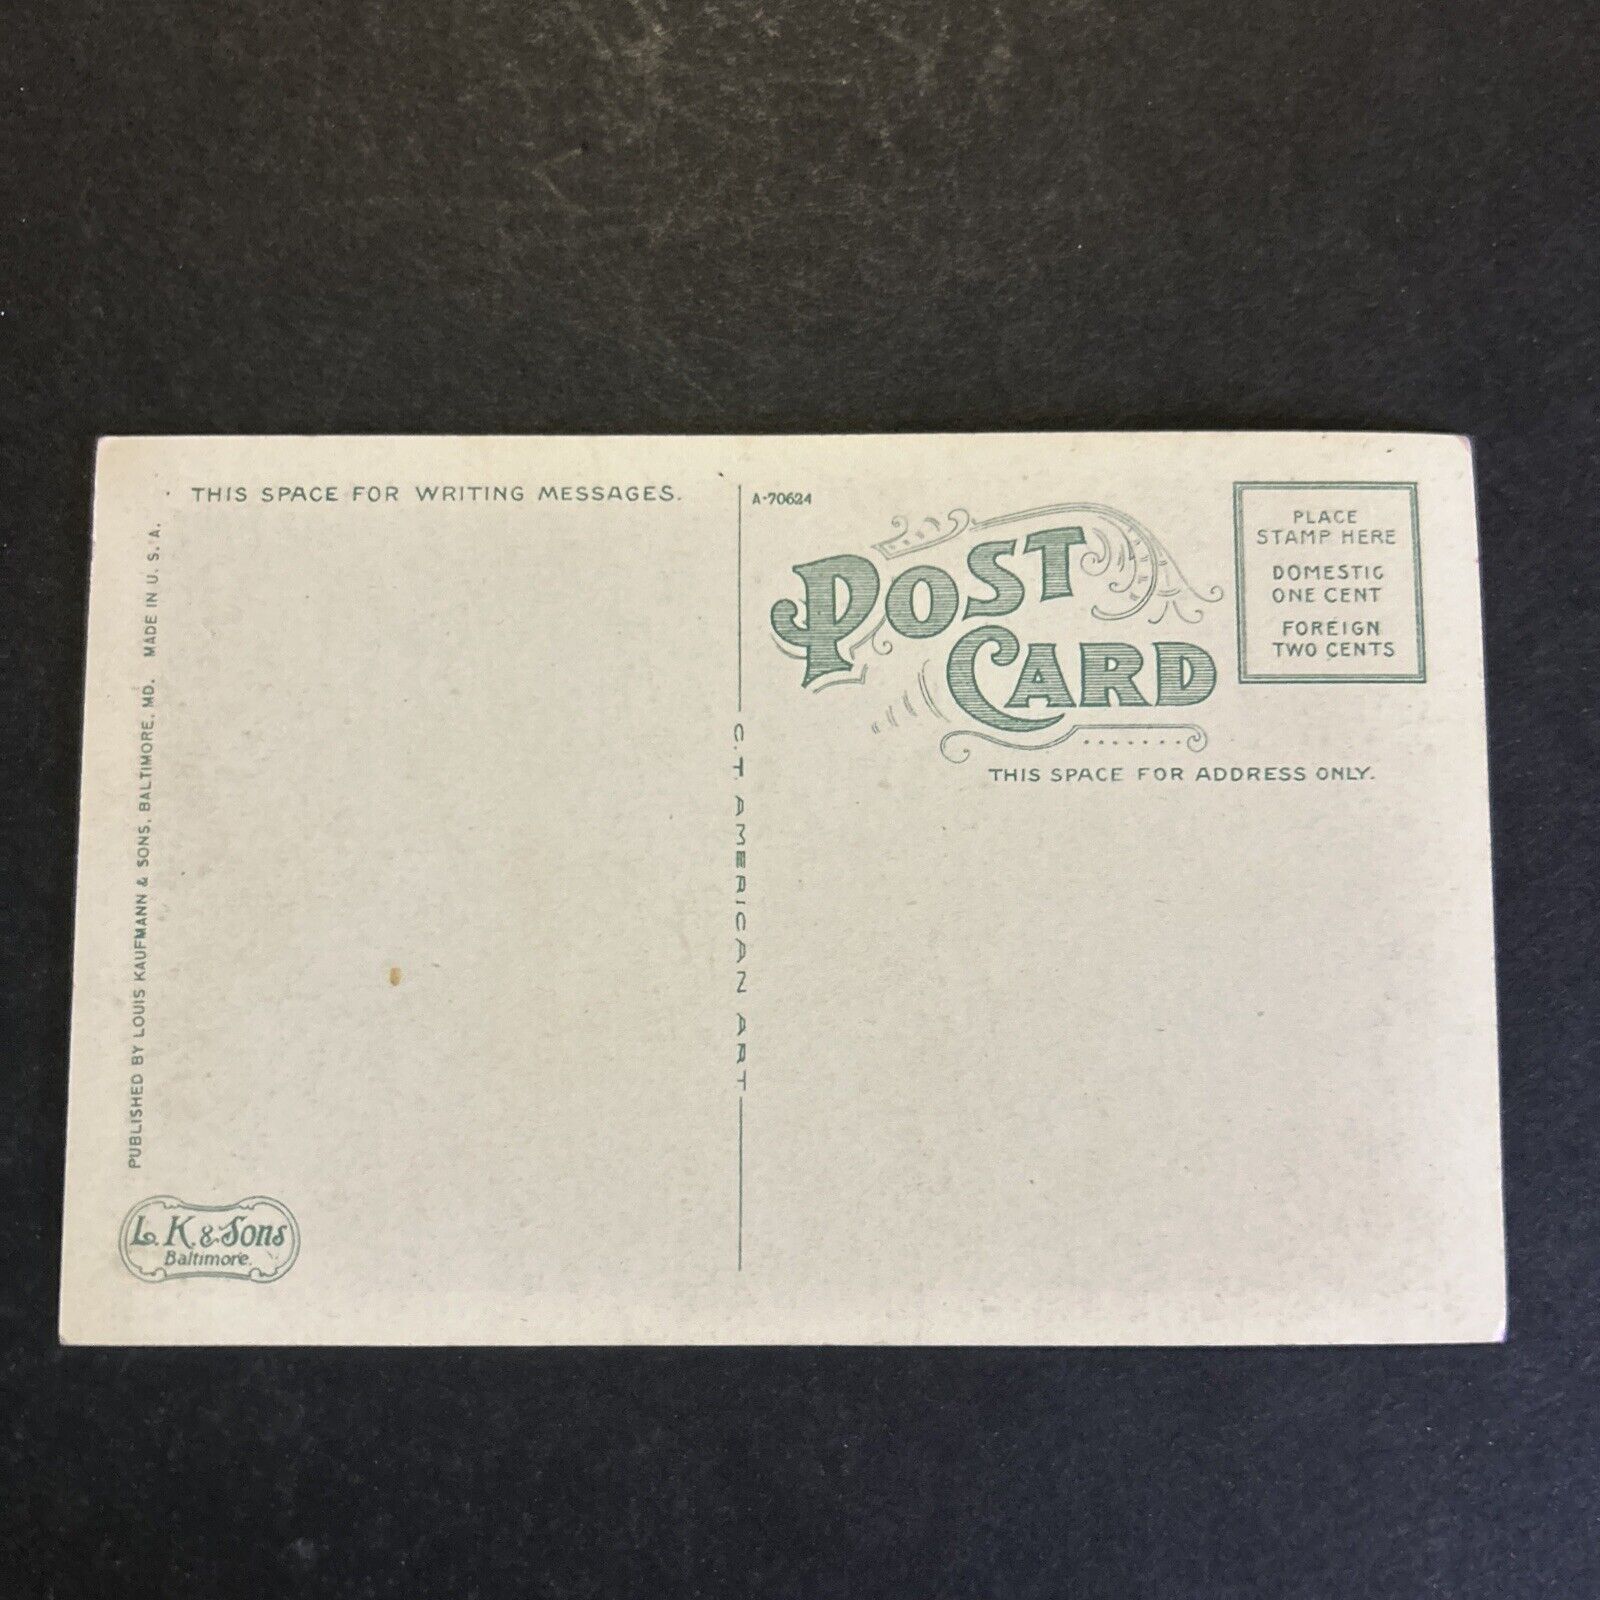 THIS SPACE FOR WRITING MESSAGES.
PUBLISHED BY LOUIS KAUFMANN & SONS, BALTIMORE, MD. MADE IN U. S. A.
L. K. & Sons
Baltimore.
C. T. AMERICAN ART
A-70624
POST
CARD
THIS SPACE FOR ADDRESS ONLY.
PLACE
STAMP HERE
DOMESTIC
ONE CENT
FOREIGN
TWO CENTS